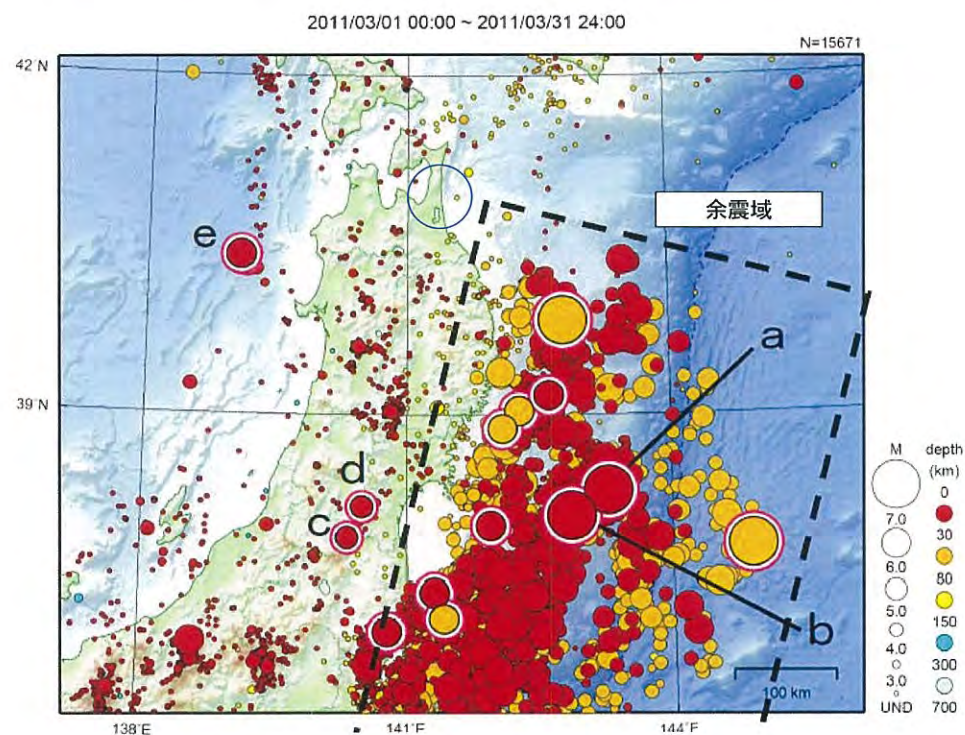 2011/03/01 00:00 ~ 2011/03/31 24:00
N=15671
42˚N
余震域
e
a
39˚N
d
c
b
M
7.0
6.0
5.0
4.0
3.0
UND
depth
(km)
0
30
80
150
300
700
100 km
138˚E
141˚E
144˚E